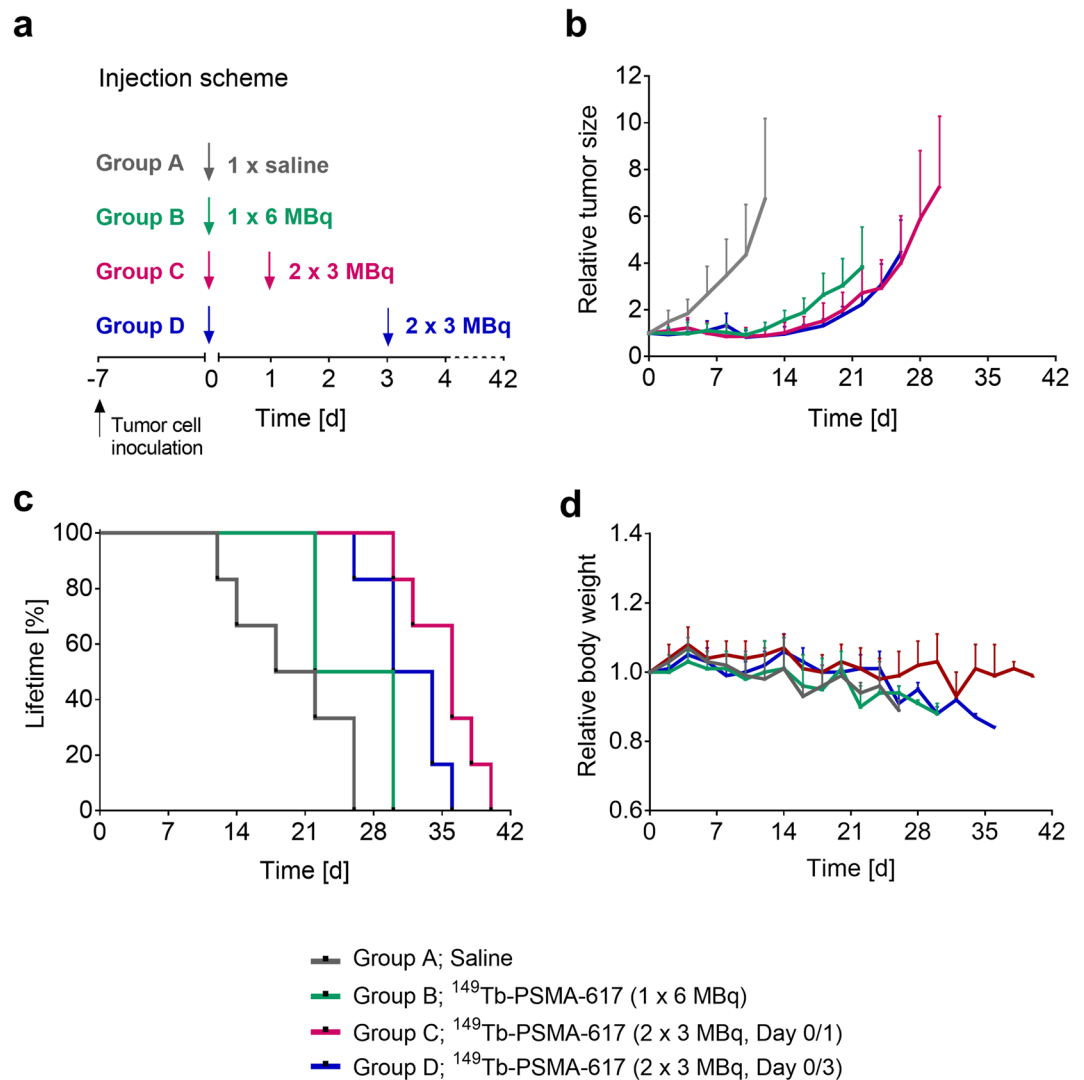 a
Injection scheme
Group A 1 x saline
Group B 1 x 6 MBq
Group C 2 x 3 MBq
Group D 2 x 3 MBq
-7 0 1 2 3 4 42
Time [d]
Tumor cell
inoculation
b
Relative tumor size
12
10
8
6
4
2
0
0 7 14 21 28 35 42
Time [d]
c
Lifetime [%]
100
80
60
40
20
0
0 7 14 21 28 35 42
Time [d]
d
Relative body weight
1.4
1.2
1.0
0.8
0.6
0 7 14 21 28 35 42
Time [d]
Group A; Saline
Group B; ¹⁴⁹Tb-PSMA-617 (1 x 6 MBq)
Group C; ¹⁴⁹Tb-PSMA-617 (2 x 3 MBq, Day 0/1)
Group D; ¹⁴⁹Tb-PSMA-617 (2 x 3 MBq, Day 0/3)